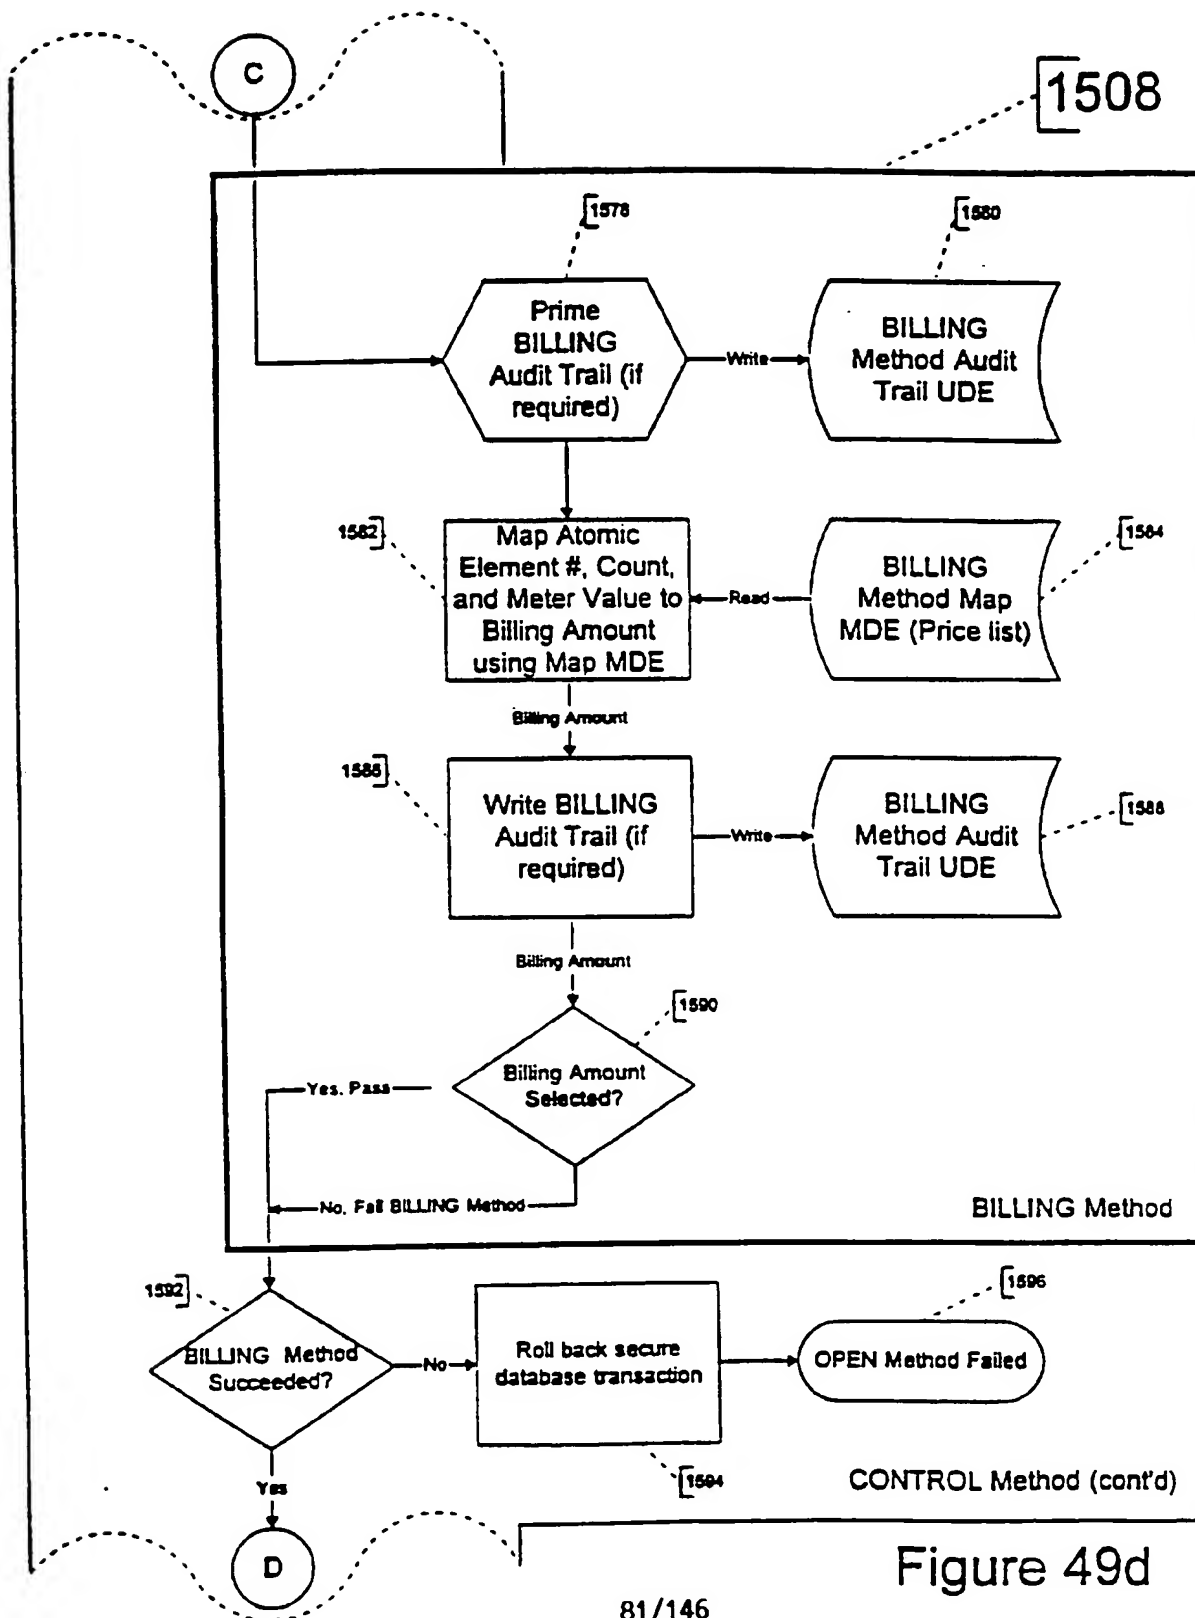 C
1508
1578
1580
Prime
BILLING
Audit Trail (if
required)
Write
BILLING
Method Audit
Trail UDE
1582
1584
Map Atomic
Element #, Count,
and Meter Value to
Billing Amount
using Map MDE
Read
BILLING
Method Map
MDE (Price list)
Billing Amount
1586
1588
Write BILLING
Audit Trail (if
required)
Write
BILLING
Method Audit
Trail UDE
Billing Amount
1590
Billing Amount
Selected?
Yes, Pass
No, Fail BILLING Method
BILLING Method
1592
1596
BILLING Method
Succeeded?
No
Roll back secure
database transaction
OPEN Method Failed
1594
Yes
CONTROL Method (cont'd)
D
Figure 49d
81/146